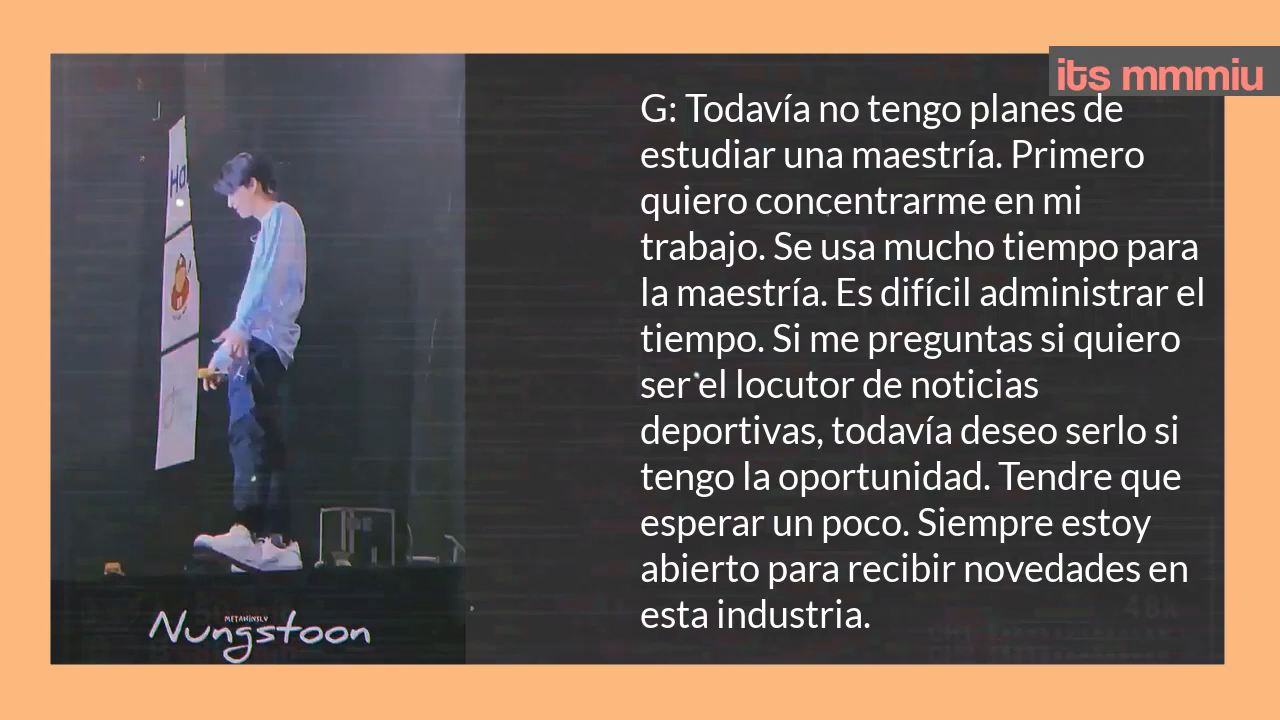 its mmmiu
G: Todavía no tengo planes de
estudiar una maestría. Primero
quiero concentrarme en mi
trabajo. Se usa mucho tiempo para
la maestría. Es difícil administrar el
tiempo. Si me preguntas si quiero
ser el locutor de noticias
deportivas, todavía deseo serlo si
tengo la oportunidad. Tendre que
esperar un poco. Siempre estoy
abierto para recibir novedades en
esta industria.
Ha
METAWINSLV
Nungstoon